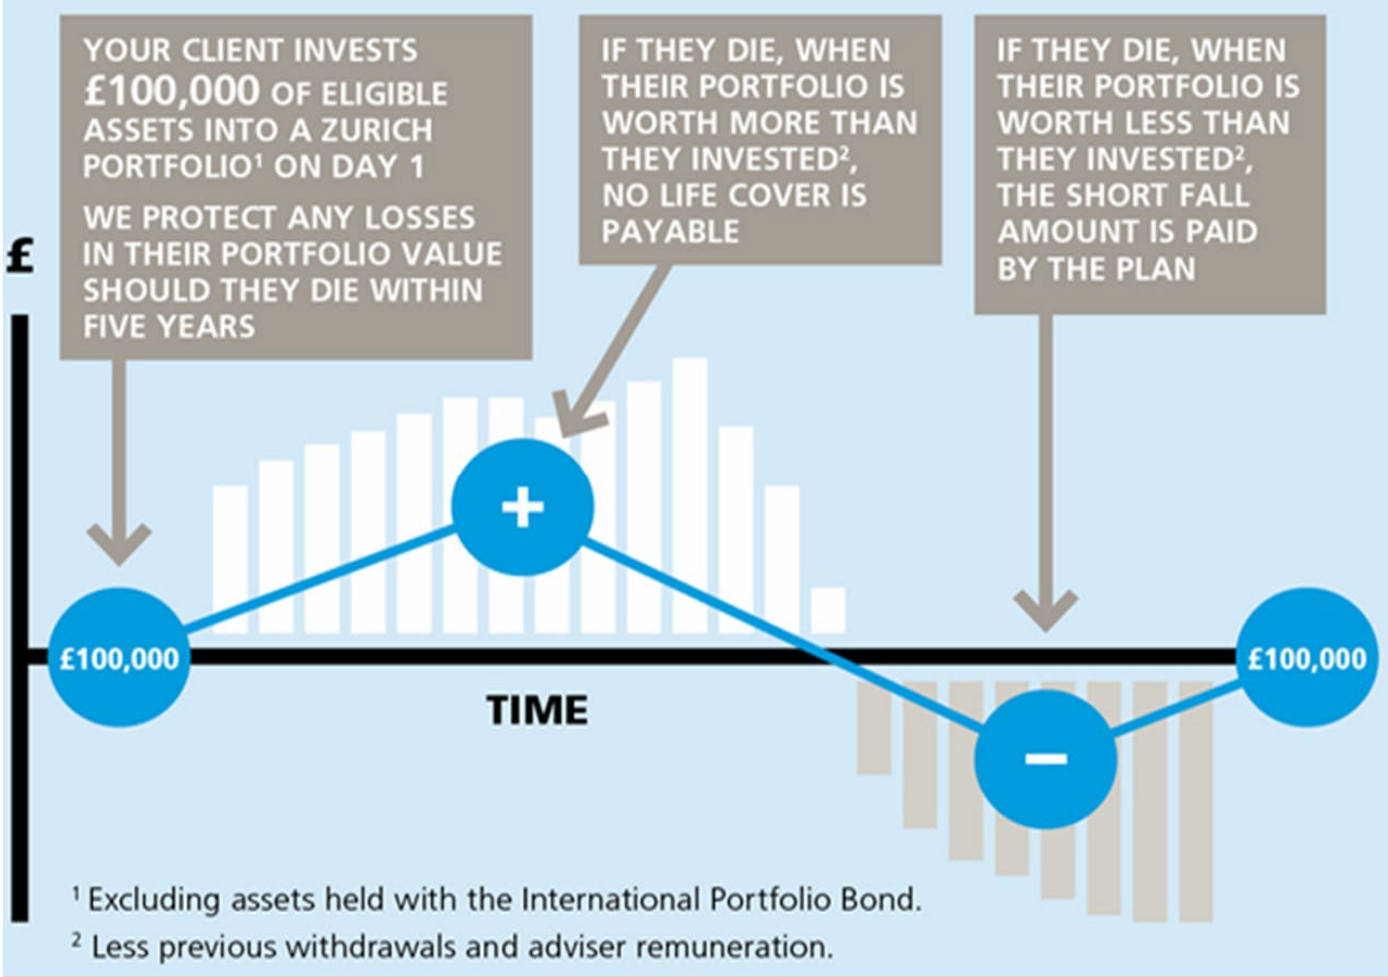 YOUR CLIENT INVESTS
£100,000 OF ELIGIBLE
ASSETS INTO A ZURICH
PORTFOLIO¹ ON DAY 1
WE PROTECT ANY LOSSES
IN THEIR PORTFOLIO VALUE
SHOULD THEY DIE WITHIN
FIVE YEARS
IF THEY DIE, WHEN
THEIR PORTFOLIO IS
WORTH MORE THAN
THEY INVESTED²,
NO LIFE COVER IS
PAYABLE
IF THEY DIE, WHEN
THEIR PORTFOLIO IS
WORTH LESS THAN
THEY INVESTED²,
THE SHORT FALL
AMOUNT IS PAID
BY THE PLAN
£
+
£100,000
£100,000
TIME
−
¹ Excluding assets held with the International Portfolio Bond.
² Less previous withdrawals and adviser remuneration.